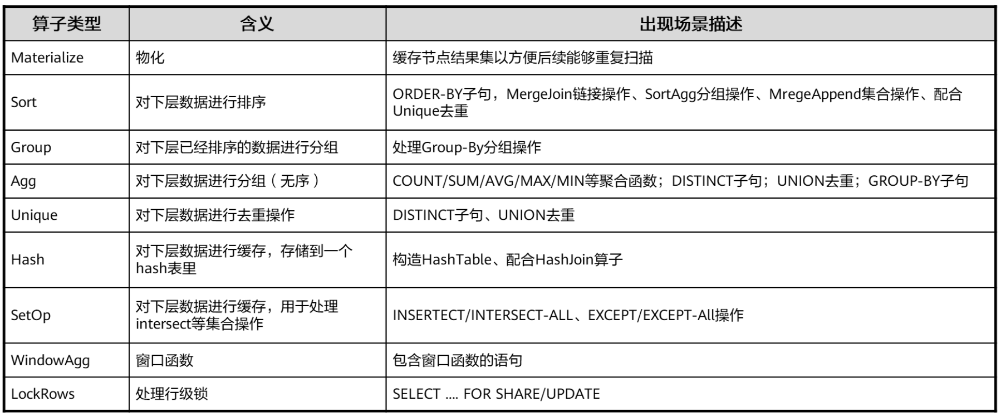 算子类型 含义 出现场景描述
Materialize 物化 缓存节点结果集以方便后续能够重复扫描
Sort 对下层数据进行排序 ORDER-BY子句，MergeJoin链接操作、SortAgg分组操作、MregeAppend集合操作、配合
Unique去重
Group 对下层已经排序的数据进行分组 处理Group-By分组操作
Agg 对下层数据进行分组（无序） COUNT/SUM/AVG/MAX/MIN等聚合函数；DISTINCT子句；UNION去重；GROUP-BY子句
Unique 对下层数据进行去重操作 DISTINCT子句、UNION去重
Hash 对下层数据进行缓存，存储到一个
hash表里 构造HashTable、配合HashJoin算子
SetOp 对下层数据进行缓存，用于处理
intersect等集合操作 INSERTECT/INTERSECT-ALL、EXCEPT/EXCEPT-All操作
WindowAgg 窗口函数 包含窗口函数的语句
LockRows 处理行级锁 SELECT .... FOR SHARE/UPDATE